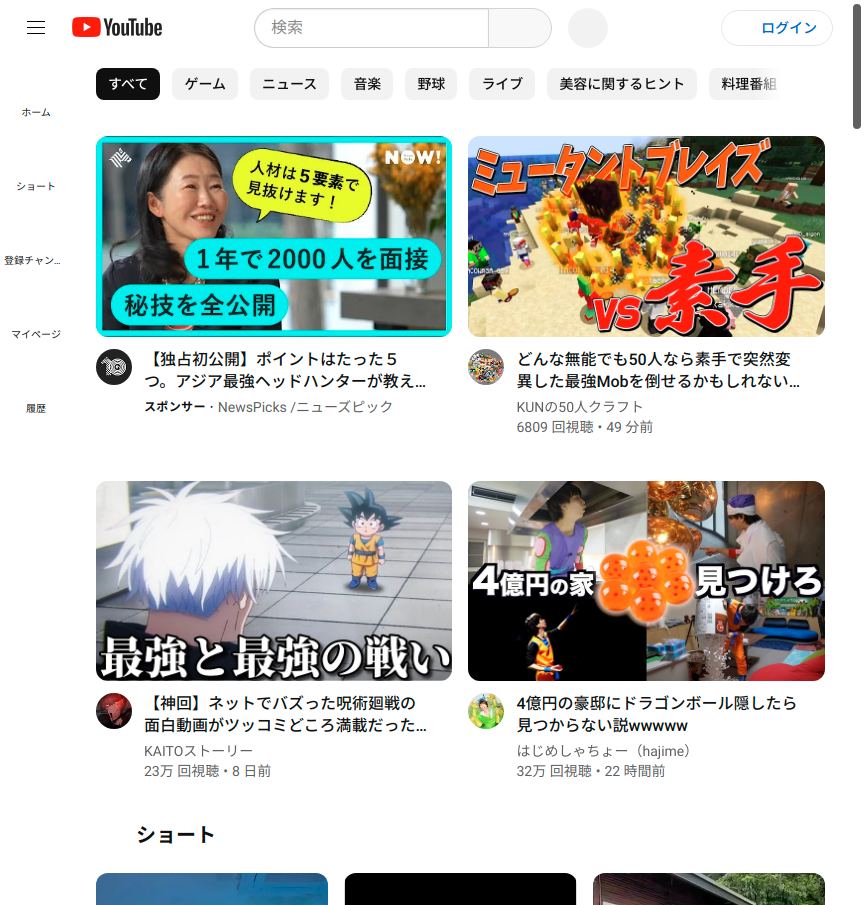 YouTube
検索
ログイン
すべて
ゲーム
ニュース
音楽
野球
ライブ
美容に関するヒント
料理番組
ホーム
ショート
登録チャン...
マイページ
履歴
NOW!
人材は5要素で
見抜けます！
1年で2000人を面接
秘技を全公開
【独占初公開】ポイントはたった５
つ。アジア最強ヘッドハンターが教え...
スポンサー・NewsPicks /ニューズピック
ミュータントブレイズ
vs素手
どんな無能でも50人なら素手で突然変
異した最強Mobを倒せるかもしれない...
KUNの50人クラフト
6809 回視聴・49 分前
最強と最強の戦い
【神回】ネットでバズった呪術廻戦の
面白動画がツッコミどころ満載だった...
KAITOストーリー
23万 回視聴・8 日前
4億円の家
見つけろ
4億円の豪邸にドラゴンボール隠したら
見つからない説wwwww
はじめしゃちょー（hajime）
32万 回視聴・22 時間前
ショート